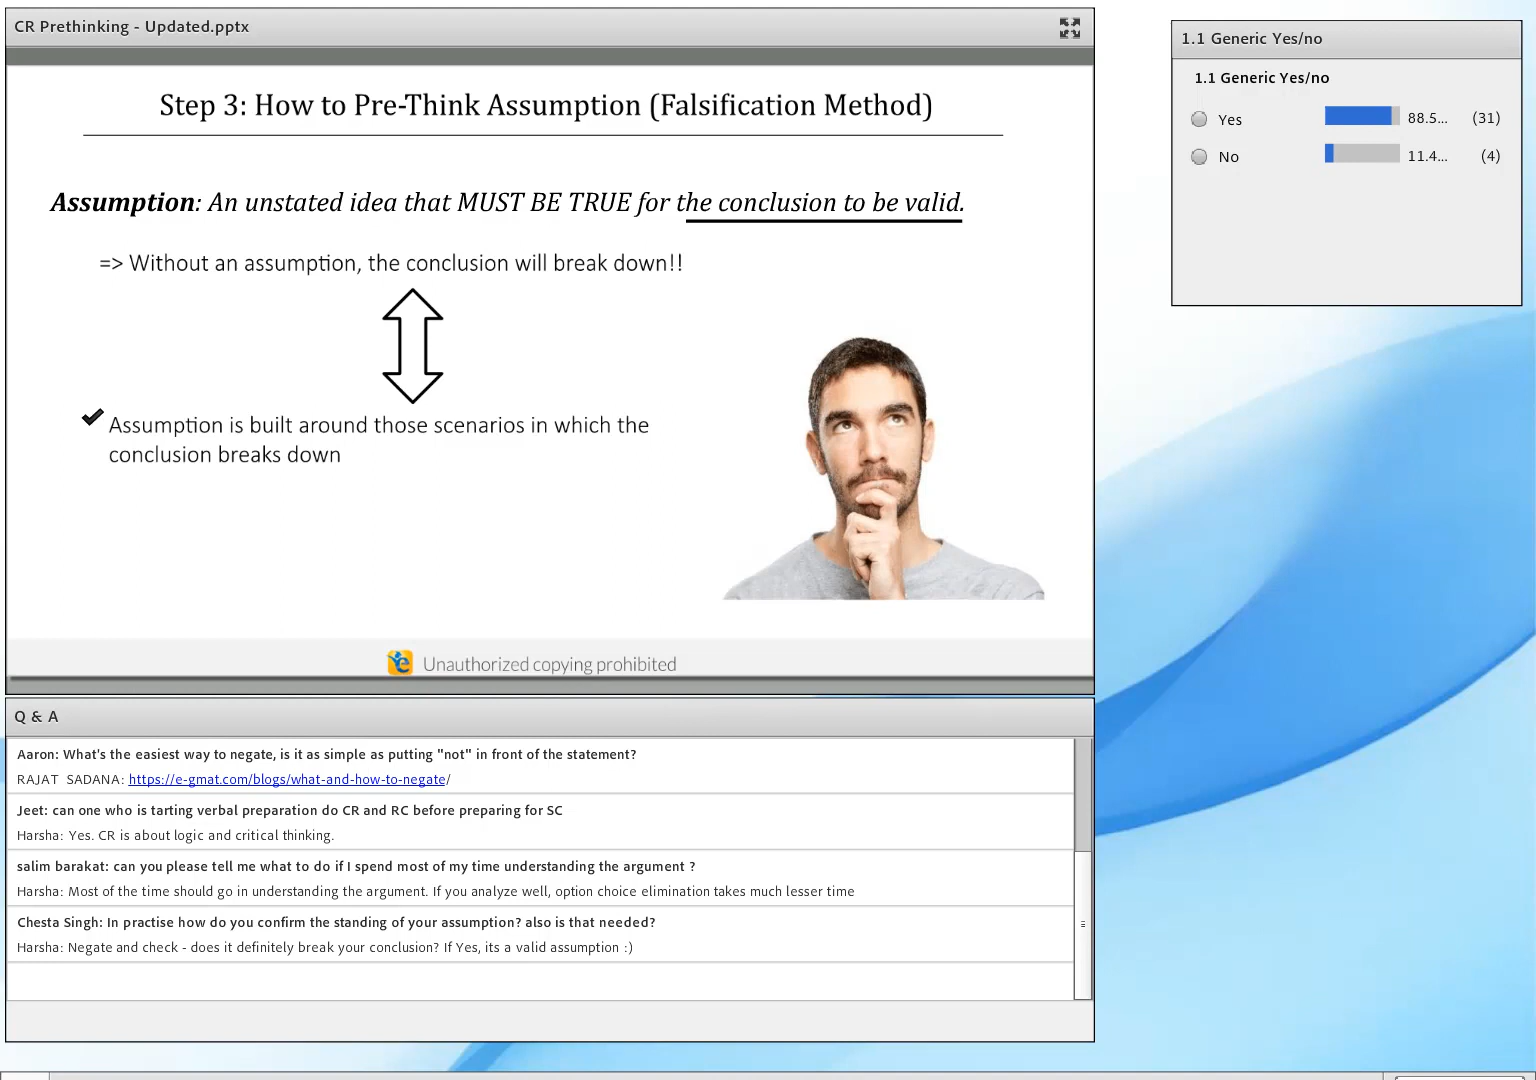 CR Prethinking - Updated.pptx
Step 3: How to Pre-Think Assumption (Falsification Method)
Assumption: An unstated idea that MUST BE TRUE for the conclusion to be valid.
=> Without an assumption, the conclusion will break down!!
Assumption is built around those scenarios in which the
conclusion breaks down
Unauthorized copying prohibited
Q & A
Aaron: What's the easiest way to negate, is it as simple as putting "not" in front of the statement?
RAJAT SADANA: https://e-gmat.com/blogs/what-and-how-to-negate/
Jeet: can one who is tarting verbal preparation do CR and RC before preparing for SC
Harsha: Yes. CR is about logic and critical thinking.
salim barakat: can you please tell me what to do if I spend most of my time understanding the argument ?
Harsha: Most of the time should go in understanding the argument. If you analyze well, option choice elimination takes much lesser time
Chesta Singh: In practise how do you confirm the standing of your assumption? also is that needed?
Harsha: Negate and check - does it definitely break your conclusion? If Yes, its a valid assumption :)
1.1 Generic Yes/no
1.1 Generic Yes/no
Yes 88.5... (31)
No 11.4... (4)